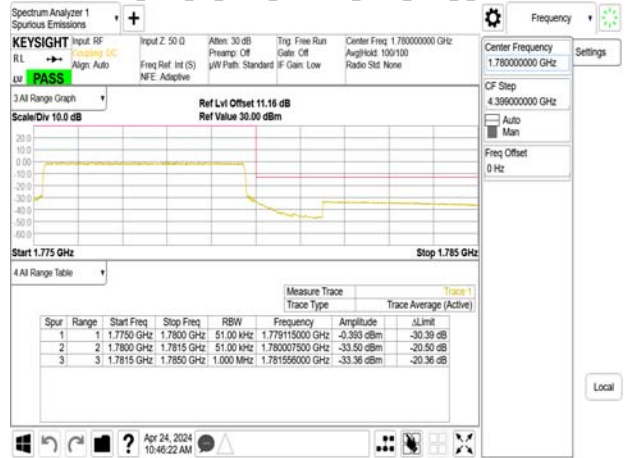 Spectrum Analyzer 1
Spurious Emissions
Frequency
KEYSIGHT
Input: RF
Coupling: DC
Align: Auto
R L
LW
PASS
Input Z: 50 Ω
Freq Ref: Int (S)
NFE: Adaptive
Atten: 30 dB
Preamp: Off
µW Path: Standard
Trig: Free Run
Gate: Off
IF Gain: Low
Center Freq: 1.780000000 GHz
Avg|Hold: 100/100
Radio Std: None
Center Frequency
1.780000000 GHz
Settings
CF Step
4.399000000 GHz
Auto
Man
Freq Offset
0 Hz
3 All Range Graph
Scale/Div 10.0 dB
Ref Lvl Offset 11.16 dB
Ref Value 30.00 dBm
20.0
10.0
0.00
-10.0
-20.0
-30.0
-40.0
-50.0
-60.0
Start 1.775 GHz
Stop 1.785 GHz
4 All Range Table
Measure Trace Trace 1
Trace Type Trace Average (Active)
Spur Range Start Freq Stop Freq RBW Frequency Amplitude ΔLimit
1 1 1.7750 GHz 1.7800 GHz 51.00 kHz 1.779115000 GHz -0.393 dBm -30.39 dB
2 2 1.7800 GHz 1.7815 GHz 51.00 kHz 1.780007500 GHz -33.50 dBm -20.50 dB
3 3 1.7815 GHz 1.7850 GHz 1.000 MHz 1.781556000 GHz -33.36 dBm -20.36 dB
Local
Apr 24, 2024
10:46:22 AM